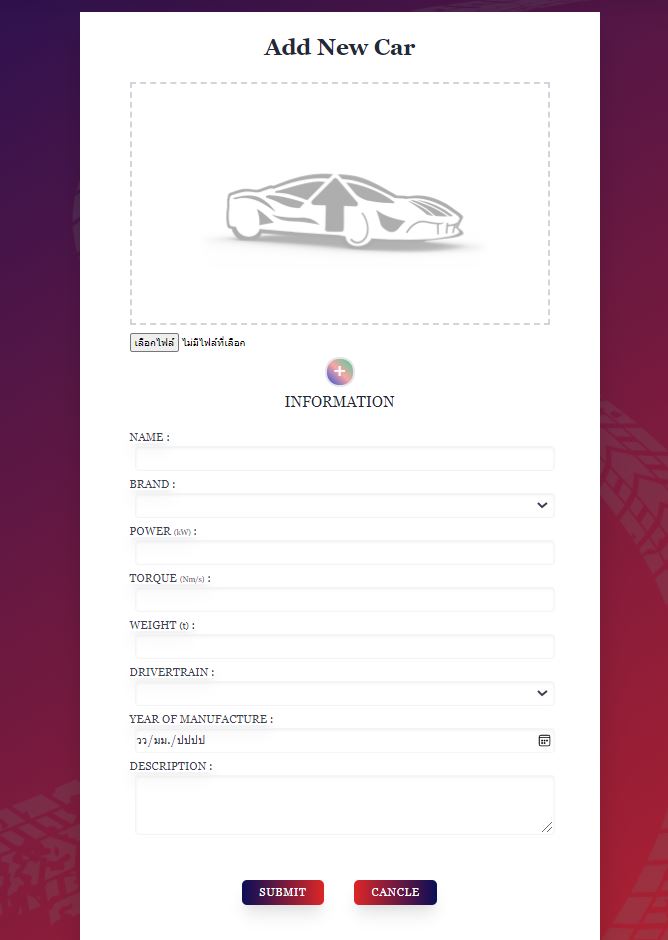 Add New Car
เลือกไฟล์ ไม่มีไฟล์ที่เลือก
+
INFORMATION
NAME :
BRAND :
POWER (kW) :
TORQUE (Nm/s) :
WEIGHT (t) :
DRIVERTRAIN :
YEAR OF MANUFACTURE :
วว/มม./ปปปป
DESCRIPTION :
SUBMIT CANCLE